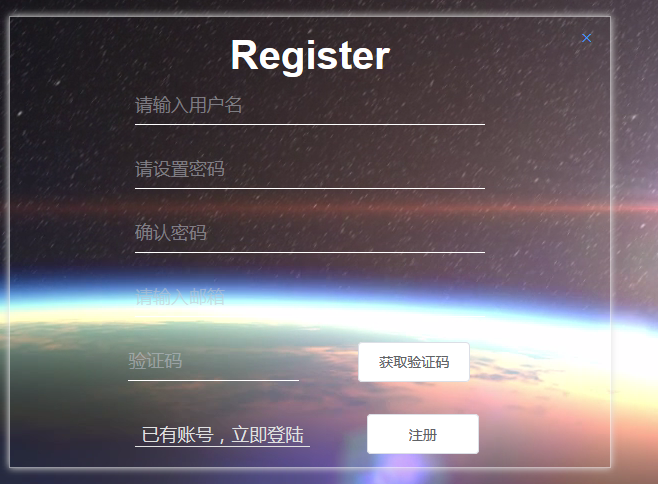 Register
请输入用户名
请设置密码
确认密码
请输入邮箱
验证码
获取验证码
已有账号，立即登陆
注册